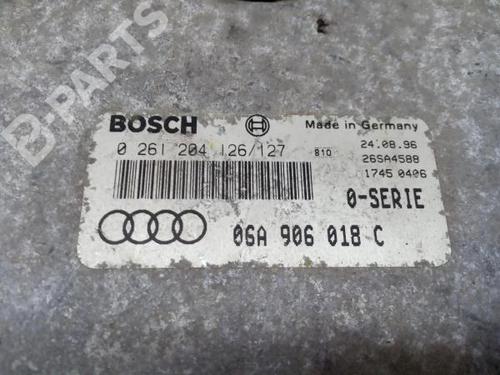 B-PARTS
BOSCH
Made in Germany
0 261 204 126/127 B10
24.08.96
26SA4588
1745 0406
0-SERIE
06A 906 018 C